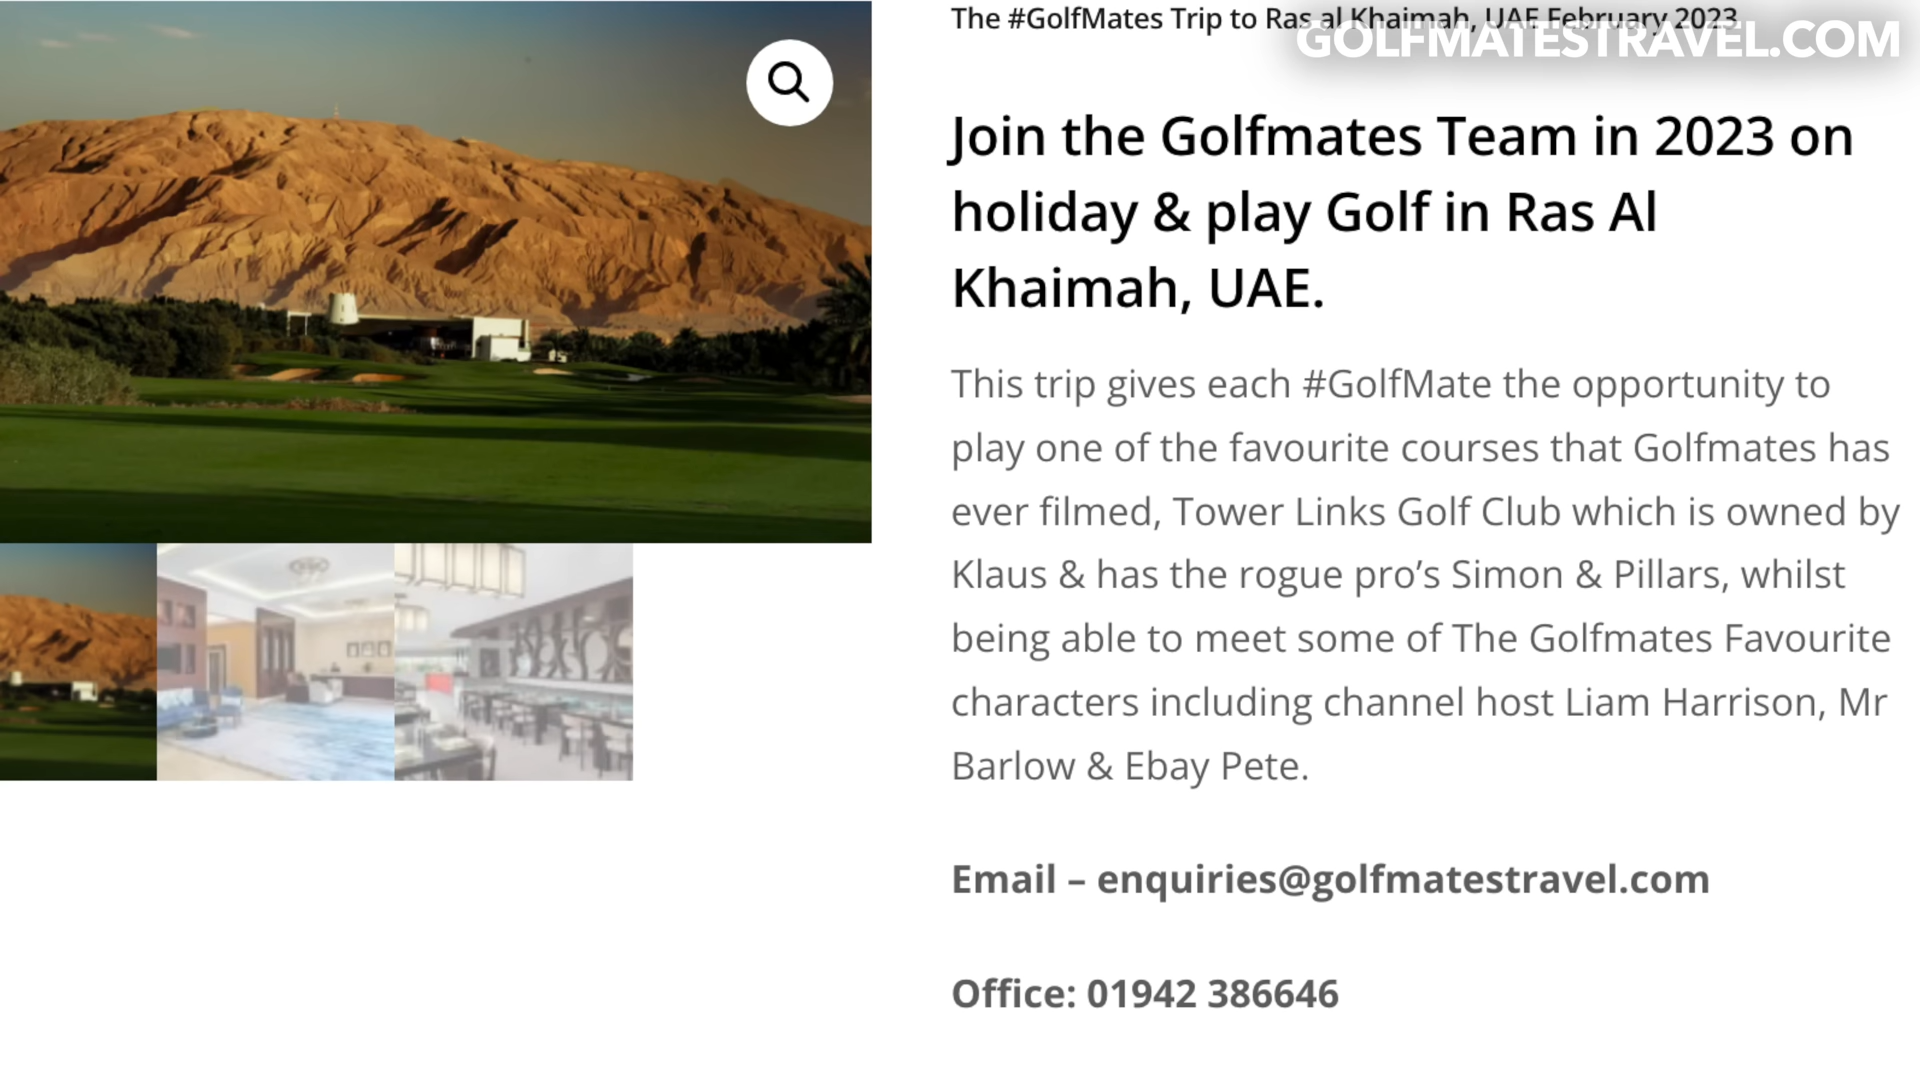 The #GolfMates Trip to Ras al Khaimah, UAE February 2023
GOLFMATESTRAVEL.COM
Join the Golfmates Team in 2023 on
holiday & play Golf in Ras Al
Khaimah, UAE.
This trip gives each #GolfMate the opportunity to
play one of the favourite courses that Golfmates has
ever filmed, Tower Links Golf Club which is owned by
Klaus & has the rogue pro’s Simon & Pillars, whilst
being able to meet some of The Golfmates Favourite
characters including channel host Liam Harrison, Mr
Barlow & Ebay Pete.
Email – enquiries@golfmatestravel.com
Office: 01942 386646